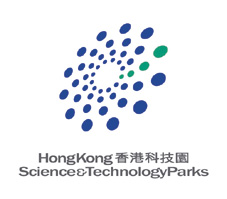 HongKong 香港科技園
Science&TechnologyParks